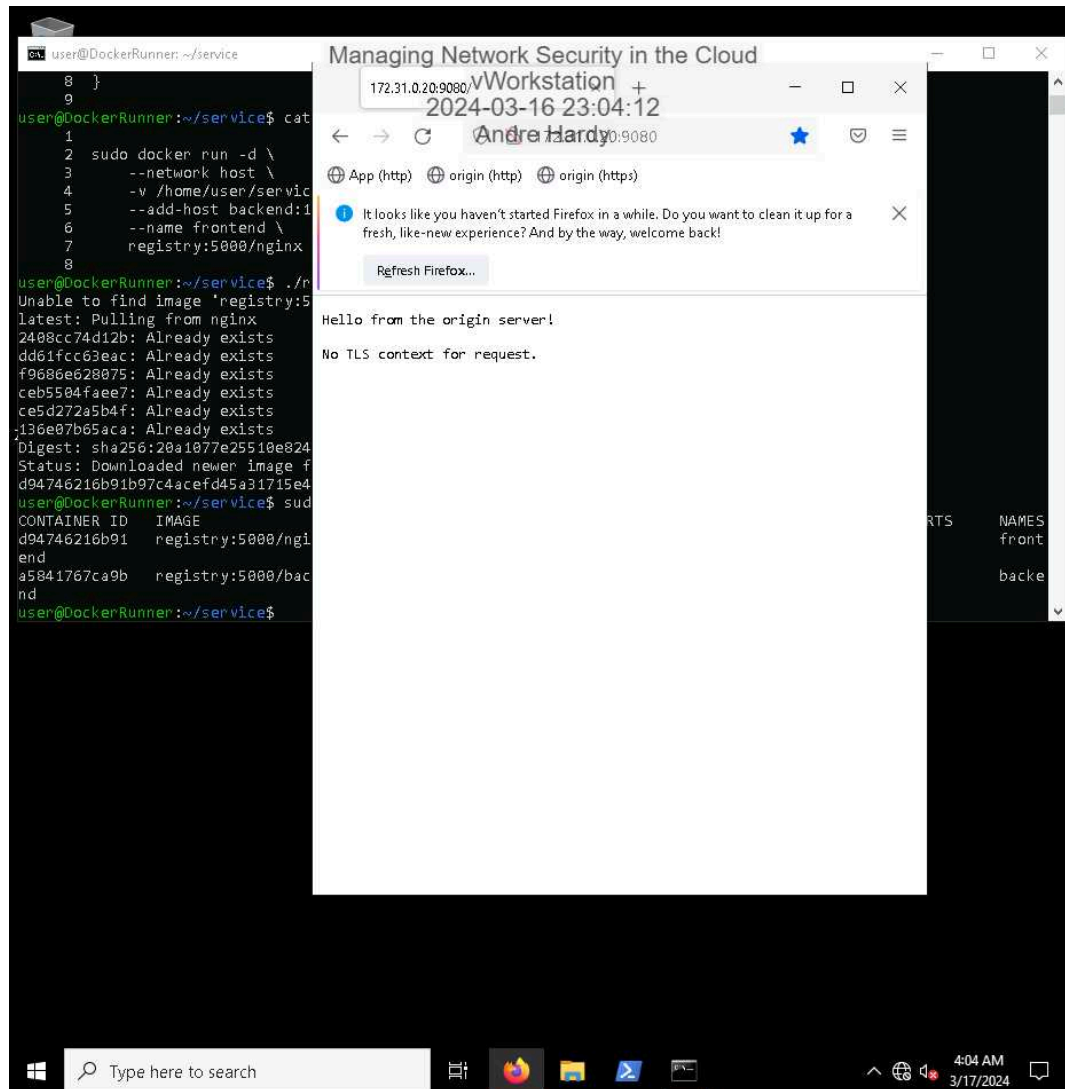 user@DockerRunner: ~/service
Managing Network Security in the Cloud
vWorkstation
2024-03-16 23:04:12
Andre Hardy
8 }
9
user@DockerRunner:~/service$ cat
1
2 sudo docker run -d \
3 --network host \
4 -v /home/user/servic
5 --add-host backend:1
6 --name frontend \
7 registry:5000/nginx
8
user@DockerRunner:~/service$ ./r
Unable to find image 'registry:5
latest: Pulling from nginx
2408cc74d12b: Already exists
dd61fcc63eac: Already exists
f9686e628075: Already exists
ceb5504faee7: Already exists
ce5d272a5b4f: Already exists
136e07b65aca: Already exists
Digest: sha256:20a1077e25510e824
Status: Downloaded newer image f
d94746216b91b97c4acefd45a31715e4
user@DockerRunner:~/service$ sud
CONTAINER ID IMAGE RTS NAMES
d94746216b91 registry:5000/ngi front
end
a5841767ca9b registry:5000/bac backe
nd
user@DockerRunner:~/service$
172.31.0.20:9080/
:9080
App (http) origin (http) origin (https)
It looks like you haven't started Firefox in a while. Do you want to clean it up for a
fresh, like-new experience? And by the way, welcome back!
Refresh Firefox...
Hello from the origin server!
No TLS context for request.
Type here to search
4:04 AM
3/17/2024